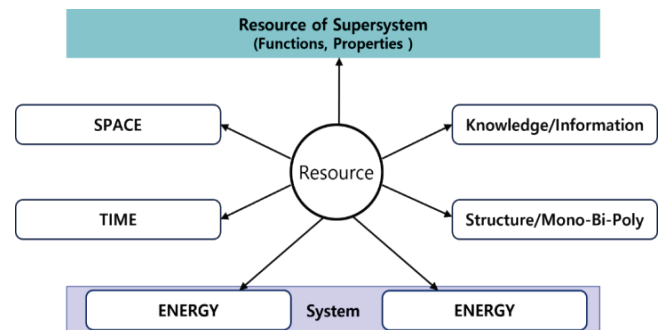 Resource of Supersystem
(Functions, Properties )
SPACE
Knowledge/Information
Resource
TIME
Structure/Mono-Bi-Poly
ENERGY
System
ENERGY